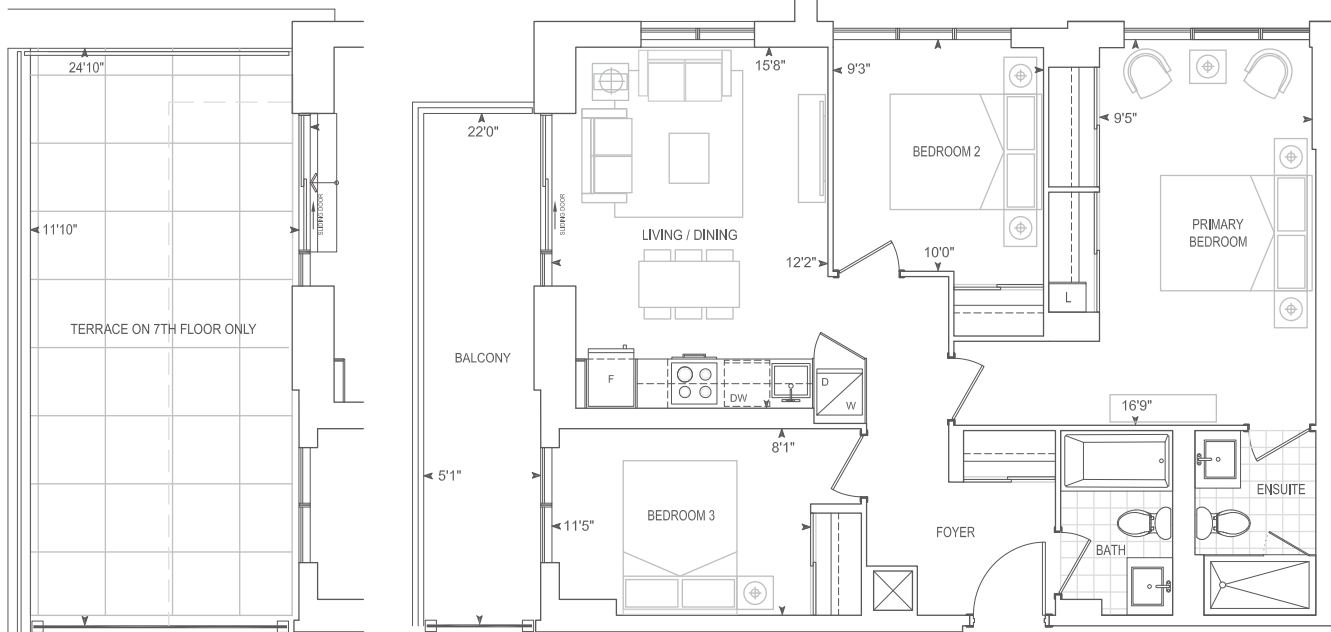 24'10"
11'10"
SLIDING DOOR
TERRACE ON 7TH FLOOR ONLY
22'0"
BALCONY
5'1"
SLIDING DOOR
15'8"
LIVING / DINING
12'2"
F
DW
D
W
9'3"
BEDROOM 2
10'0"
L
9'5"
PRIMARY
BEDROOM
16'9"
8'1"
11'5"
BEDROOM 3
FOYER
BATH
ENSUITE